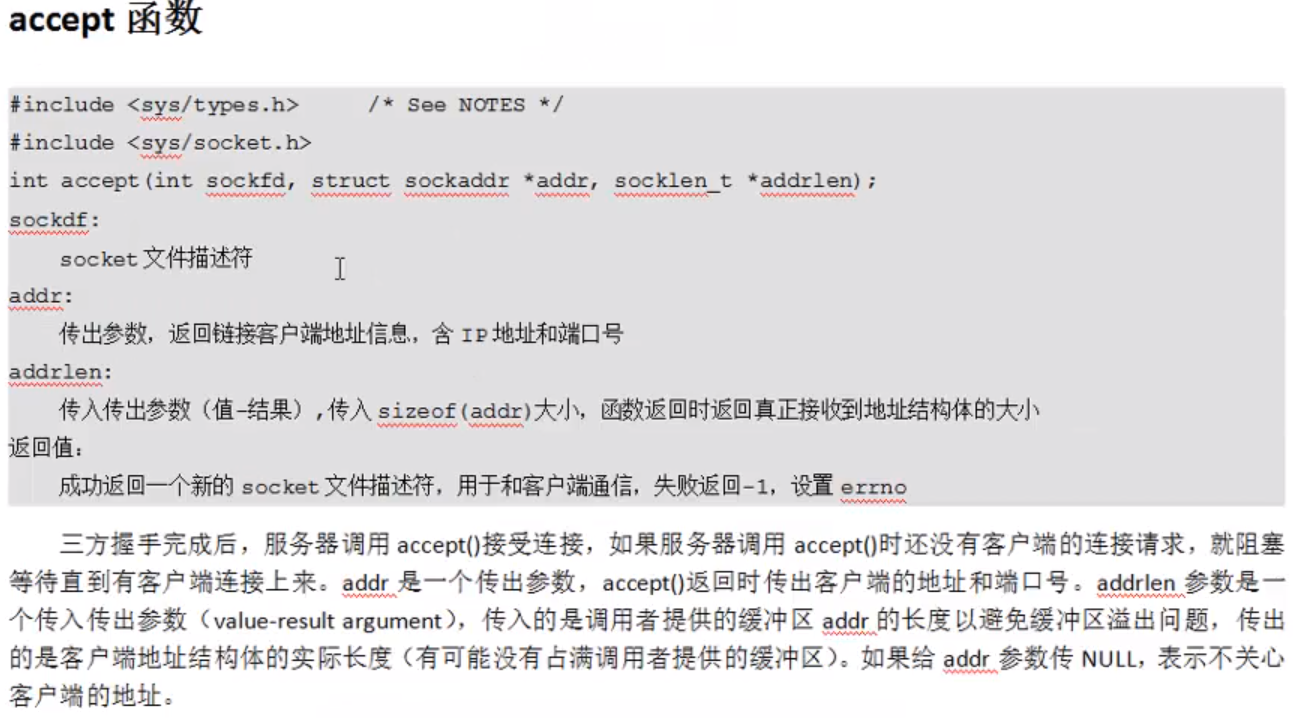 accept 函数
#include <sys/types.h> /* See NOTES */
#include <sys/socket.h>
int accept(int sockfd, struct sockaddr *addr, socklen_t *addrlen);
sockdf:
socket 文件描述符
addr:
传出参数，返回链接客户端地址信息，含 IP 地址和端口号
addrlen:
传入传出参数（值-结果）,传入 sizeof(addr)大小，函数返回时返回真正接收到地址结构体的大小
返回值：
成功返回一个新的 socket 文件描述符，用于和客户端通信，失败返回-1，设置 errno
三方握手完成后，服务器调用 accept()接受连接，如果服务器调用 accept()时还没有客户端的连接请求，就阻塞
等待直到有客户端连接上来。addr 是一个传出参数，accept()返回时传出客户端的地址和端口号。addrlen 参数是一
个传入传出参数（value-result argument），传入的是调用者提供的缓冲区 addr 的长度以避免缓冲区溢出问题，传出
的是客户端地址结构体的实际长度（有可能没有占满调用者提供的缓冲区）。如果给 addr 参数传 NULL，表示不关心
客户端的地址。